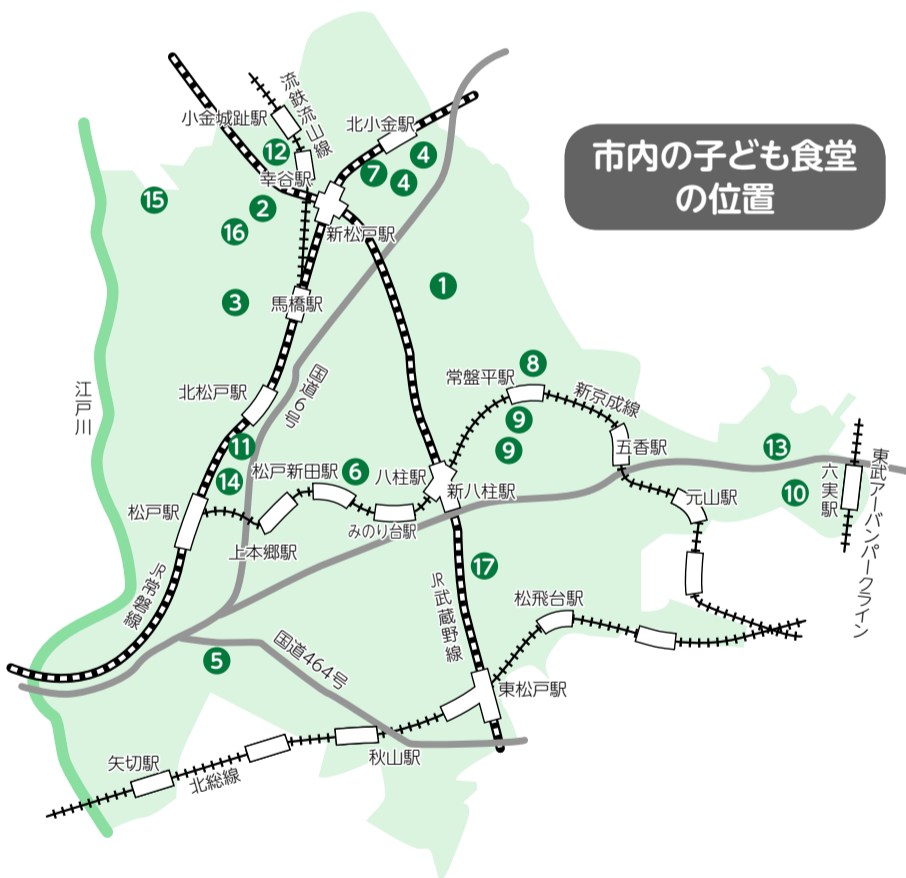 市内の子ども食堂
の位置
流鉄流山線
小金城趾駅
北小金駅
12
4
7
4
幸谷駅
15
2
16
新松戸駅
1
3
馬橋駅
江戸川
国道6号
北松戸駅
8
常盤平駅
新京成線
9
9
五香駅
13
東武アーバンパークライン
11
14
松戸新田駅
6
八柱駅
新八柱駅
10
六実駅
元山駅
松戸駅
みのり台駅
上本郷駅
17
JR常磐線
JR武蔵野線
松飛台駅
5
国道464号
東松戸駅
秋山駅
矢切駅
北総線